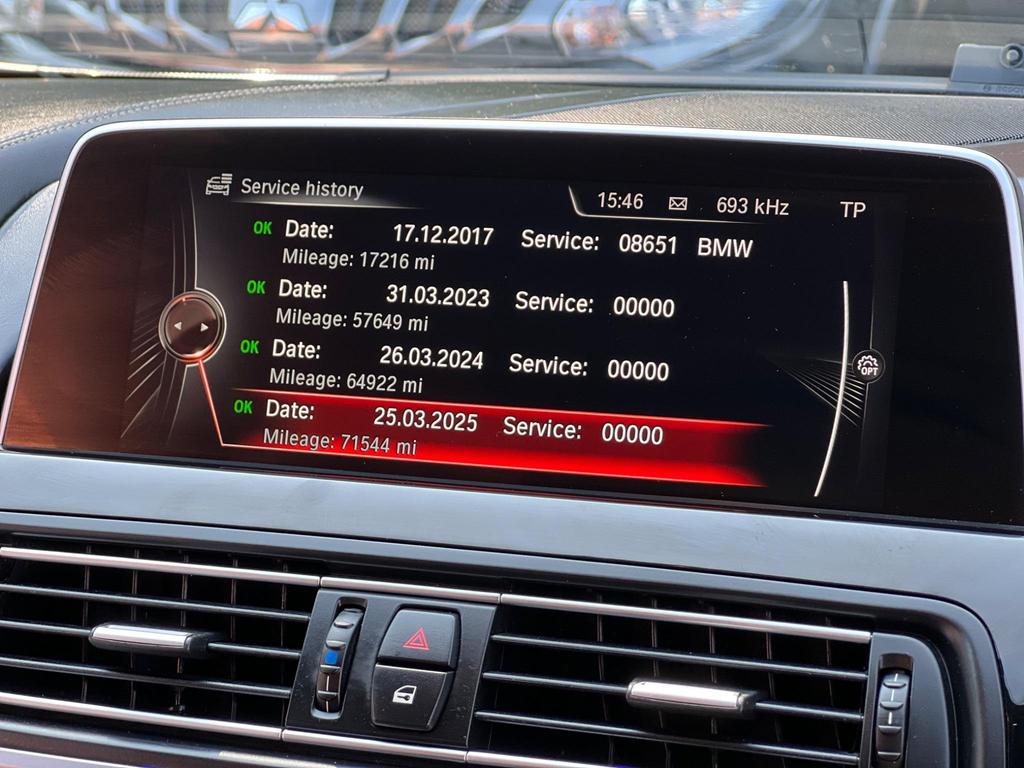 Service history
15:46 693 kHz TP
OK Date: 17.12.2017 Service: 08651 BMW
Mileage: 17216 mi
OK Date: 31.03.2023 Service: 00000
Mileage: 57649 mi
OK Date: 26.03.2024 Service: 00000
Mileage: 64922 mi
OPT
OK Date: 25.03.2025 Service: 00000
Mileage: 71544 mi